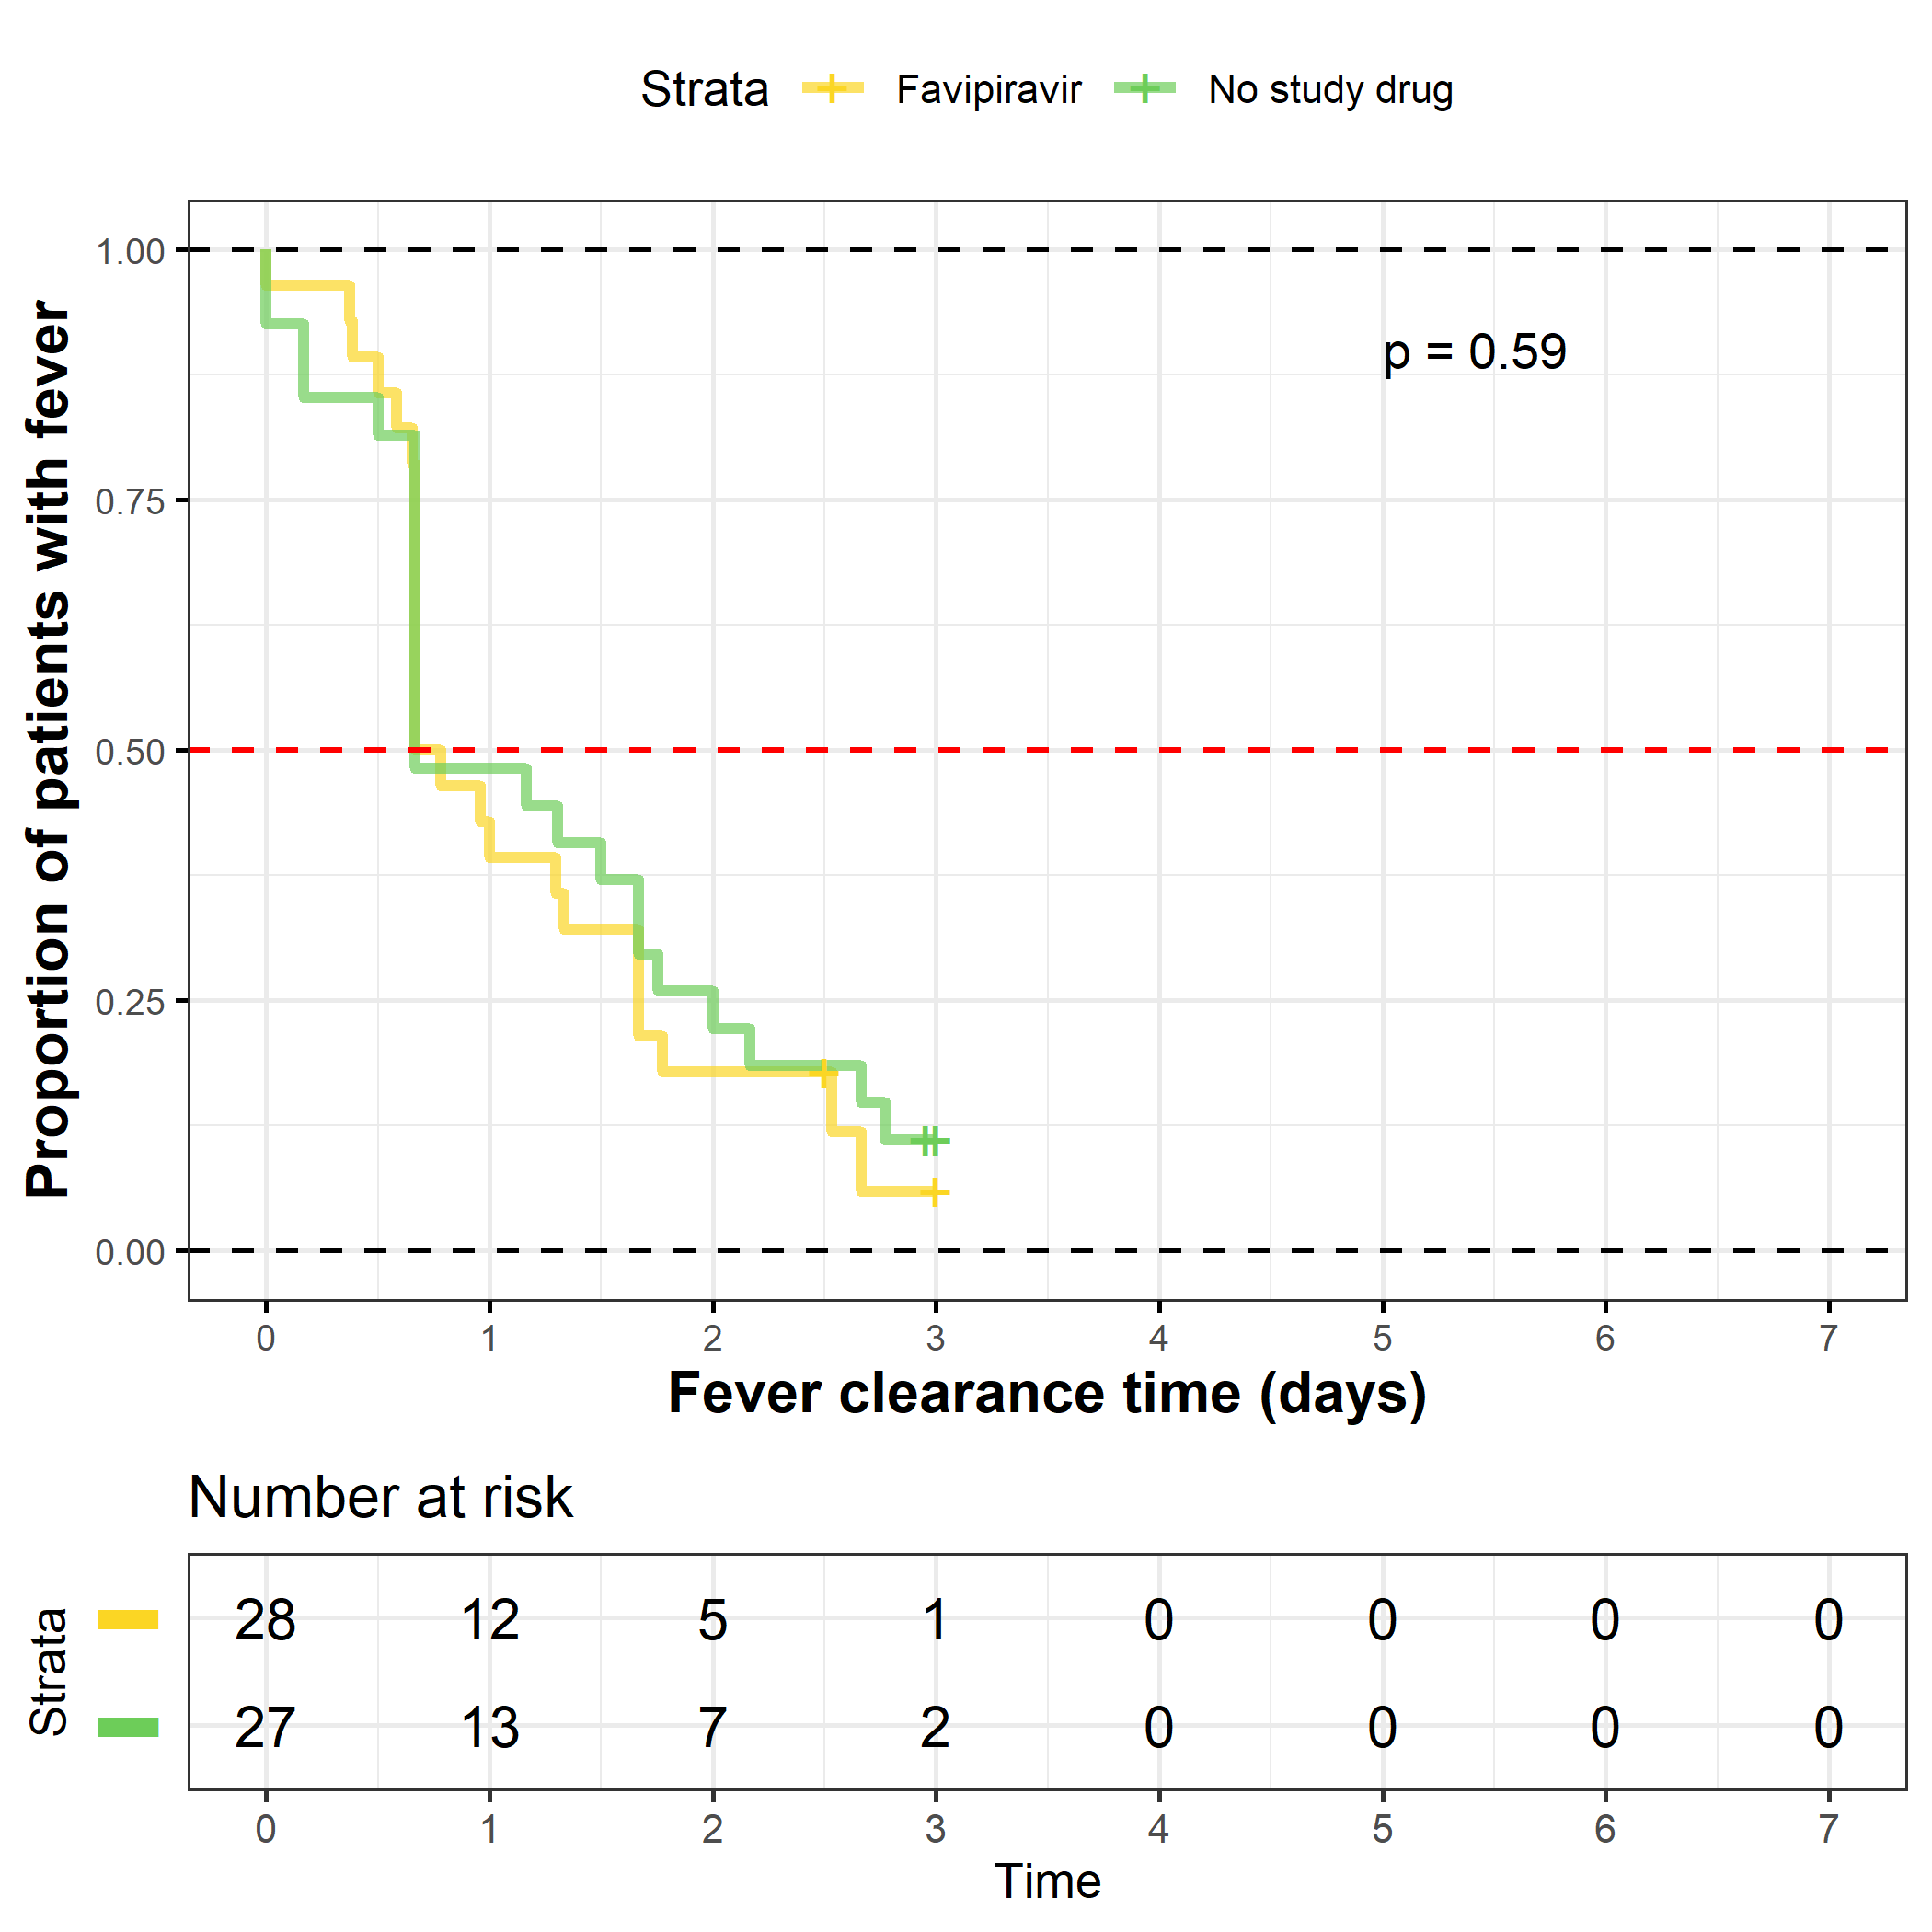 Strata Favipiravir No study drug
1.00
p = 0.59
0.75
0.50
0.25
0.00
Proportion of patients with fever
0 1 2 3 4 5 6 7
Fever clearance time (days)
Number at risk
Strata
28 12 5 1 0 0 0 0
27 13 7 2 0 0 0 0
0 1 2 3 4 5 6 7
Time